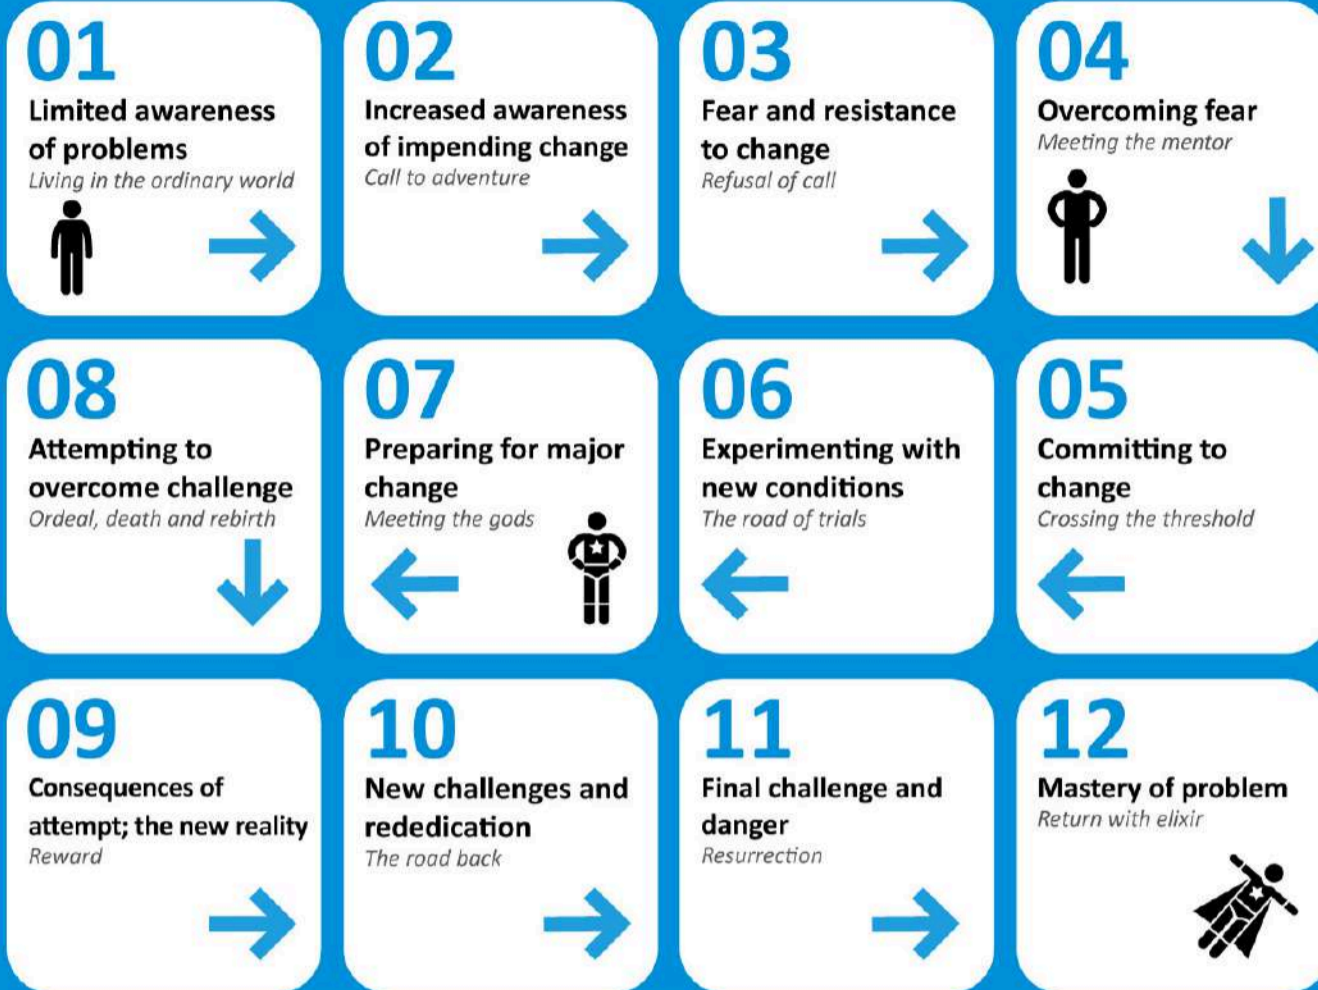 01
Limited awareness
of problems
Living in the ordinary world
02
Increased awareness
of impending change
Call to adventure
03
Fear and resistance
to change
Refusal of call
04
Overcoming fear
Meeting the mentor
05
Committing to
change
Crossing the threshold
06
Experimenting with
new conditions
The road of trials
07
Preparing for major
change
Meeting the gods
08
Attempting to
overcome challenge
Ordeal, death and rebirth
09
Consequences of
attempt; the new reality
Reward
10
New challenges and
rededication
The road back
11
Final challenge and
danger
Resurrection
12
Mastery of problem
Return with elixir